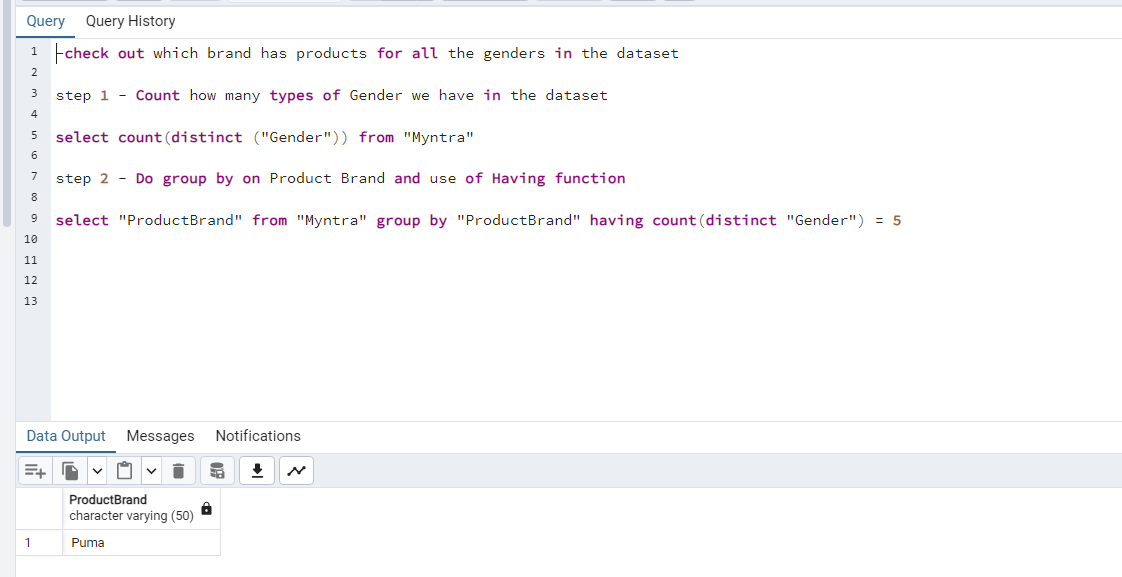 Query Query History
1 -check out which brand has products for all the genders in the dataset
2
3 step 1 - Count how many types of Gender we have in the dataset
4
5 select count(distinct ("Gender")) from "Myntra"
6
7 step 2 - Do group by on Product Brand and use of Having function
8
9 select "ProductBrand" from "Myntra" group by "ProductBrand" having count(distinct "Gender") = 5
10
11
12
13
Data Output Messages Notifications
ProductBrand
character varying (50)
1 Puma